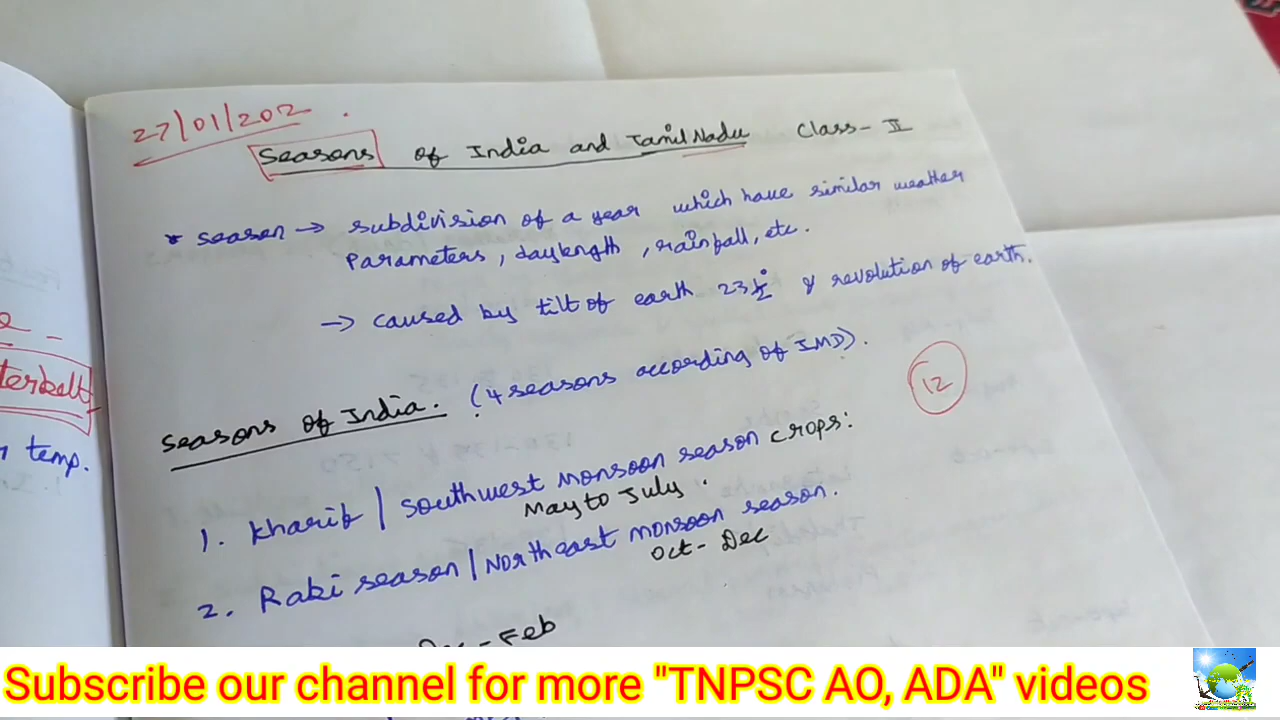 27/01/202
Seasons of India and Tamil Nadu Class - II
* season → subdivision of a year which have similar weather
parameters, daylength, rainfall, etc.
→ caused by tilt of earth 23½° & revolution of earth.
Seasons of India. (4 seasons according of IMD).
12
1. Kharif | Southwest monsoon season crops:
May to July.
2. Rabi season | Northeast monsoon season.
Oct - Dec
- Feb
temp.
Subscribe our channel for more "TNPSC AO, ADA" videos